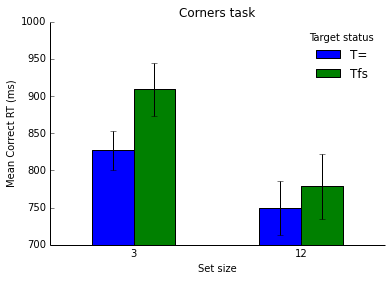 Corners task
Target status
T=
Tfs
1000
950
900
850
800
750
700
Mean Correct RT (ms)
3
12
Set size